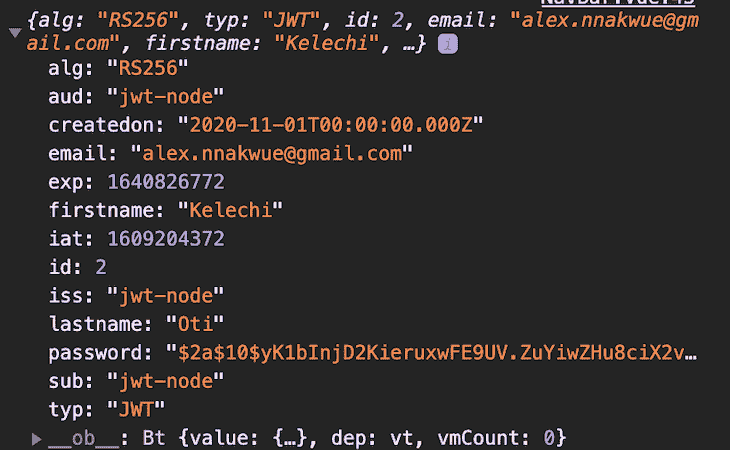 NavBar.vue:45
{alg: "RS256", typ: "JWT", id: 2, email: "alex.nnakwue@gm
ail.com", firstname: "Kelechi", …} i
alg: "RS256"
aud: "jwt-node"
createdon: "2020-11-01T00:00:00.000Z"
email: "alex.nnakwue@gmail.com"
exp: 1640826772
firstname: "Kelechi"
iat: 1609204372
id: 2
iss: "jwt-node"
lastname: "Oti"
password: "$2a$10$yK1bInjD2KieruxwFE9UV.ZuYiwZHu8ciX2v…
sub: "jwt-node"
typ: "JWT"
__ob__: Bt {value: {…}, dep: vt, vmCount: 0}